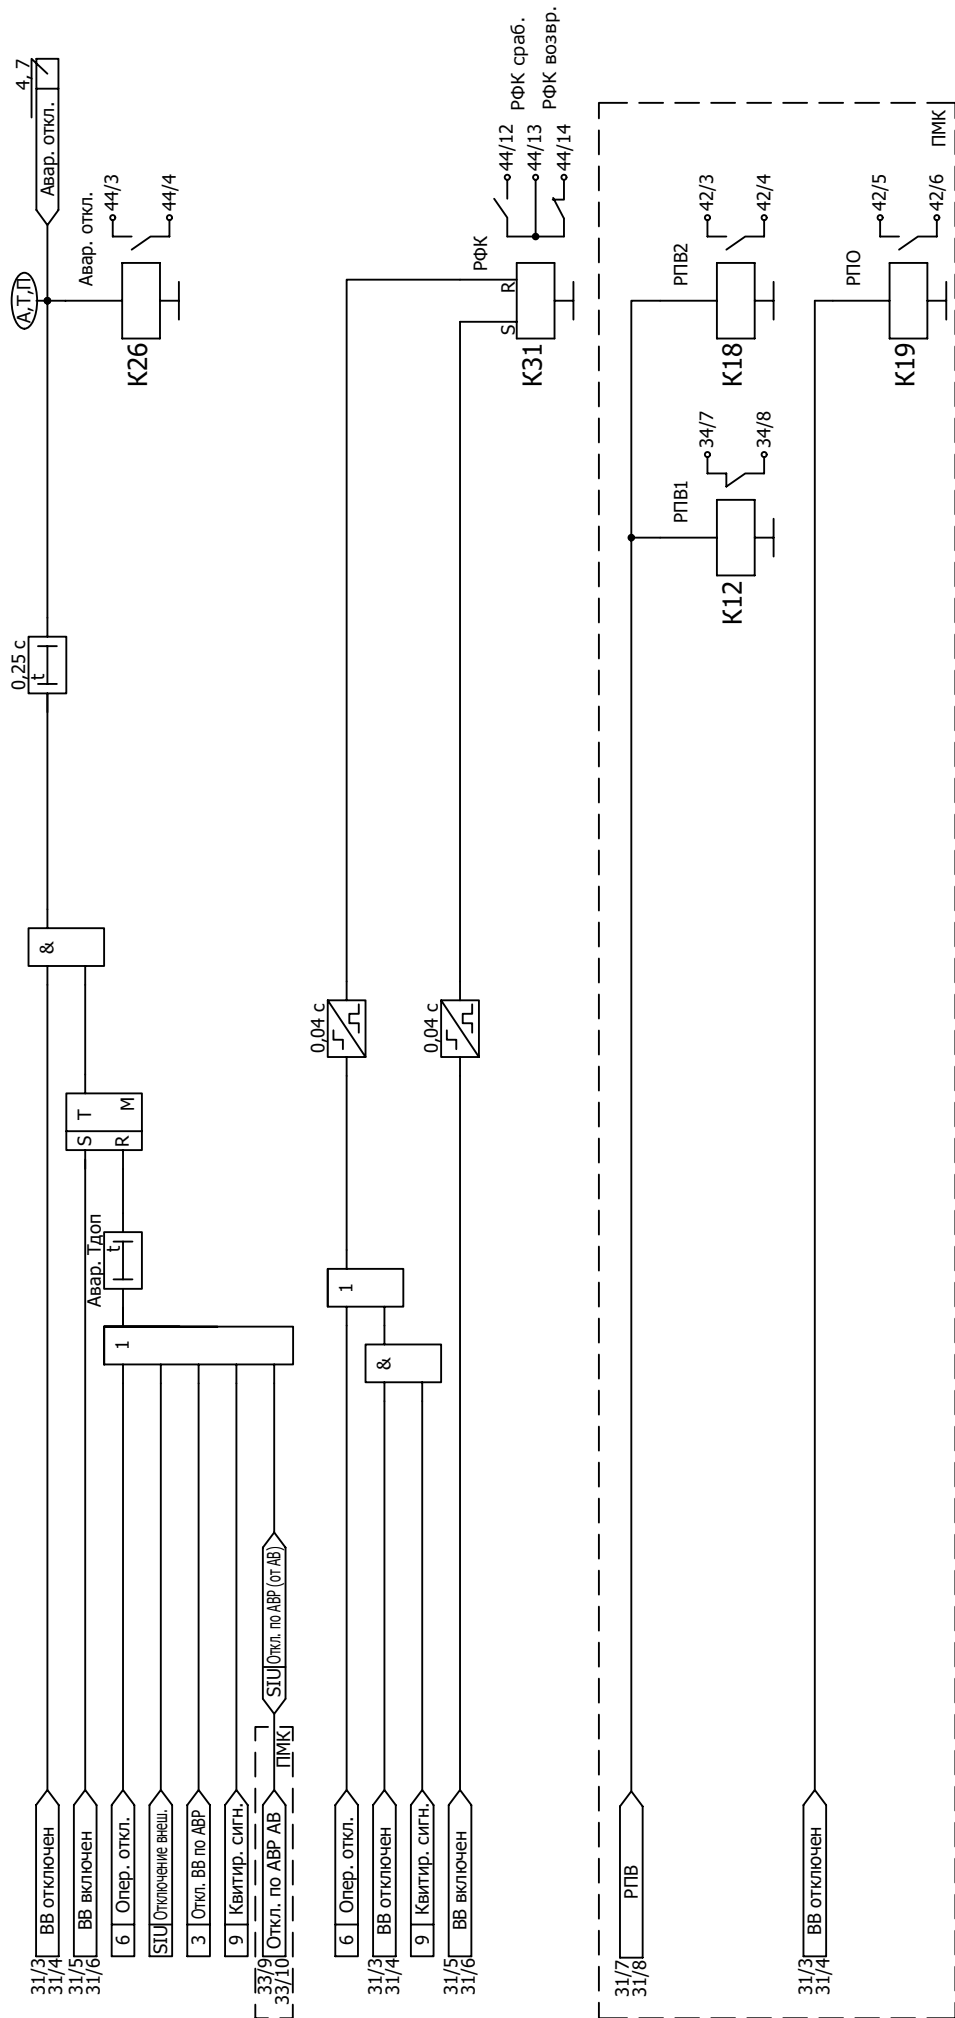 31/3
31/4
ВВ отключен
&
0,25 с
t
А,Т,П
Авар. откл.
4, 7
31/5
31/6
ВВ включен
S T
R М
6 Опер. откл.
1
Авар. Тдоп
t
SIU Отключение внеш.
3 Откл. ВВ по АВР
9 Квитир. сигн.
33/9
33/10
Откл. по АВР АВ
ПМК
SIU Откл. по АВР (от АВ)
Авар. откл.
К26
44/3
44/4
6 Опер. откл.
1
0,04 с
31/3
31/4
ВВ отключен
&
9 Квитир. сигн.
31/5
31/6
ВВ включен
0,04 с
РФК
S R
К31
44/12
44/13
44/14
РФК сраб.
РФК возвр.
31/7
31/8
РПВ
РПВ1
К12
34/7
34/8
РПВ2
К18
42/3
42/4
31/3
31/4
ВВ отключен
РПО
К19
42/5
42/6
ПМК